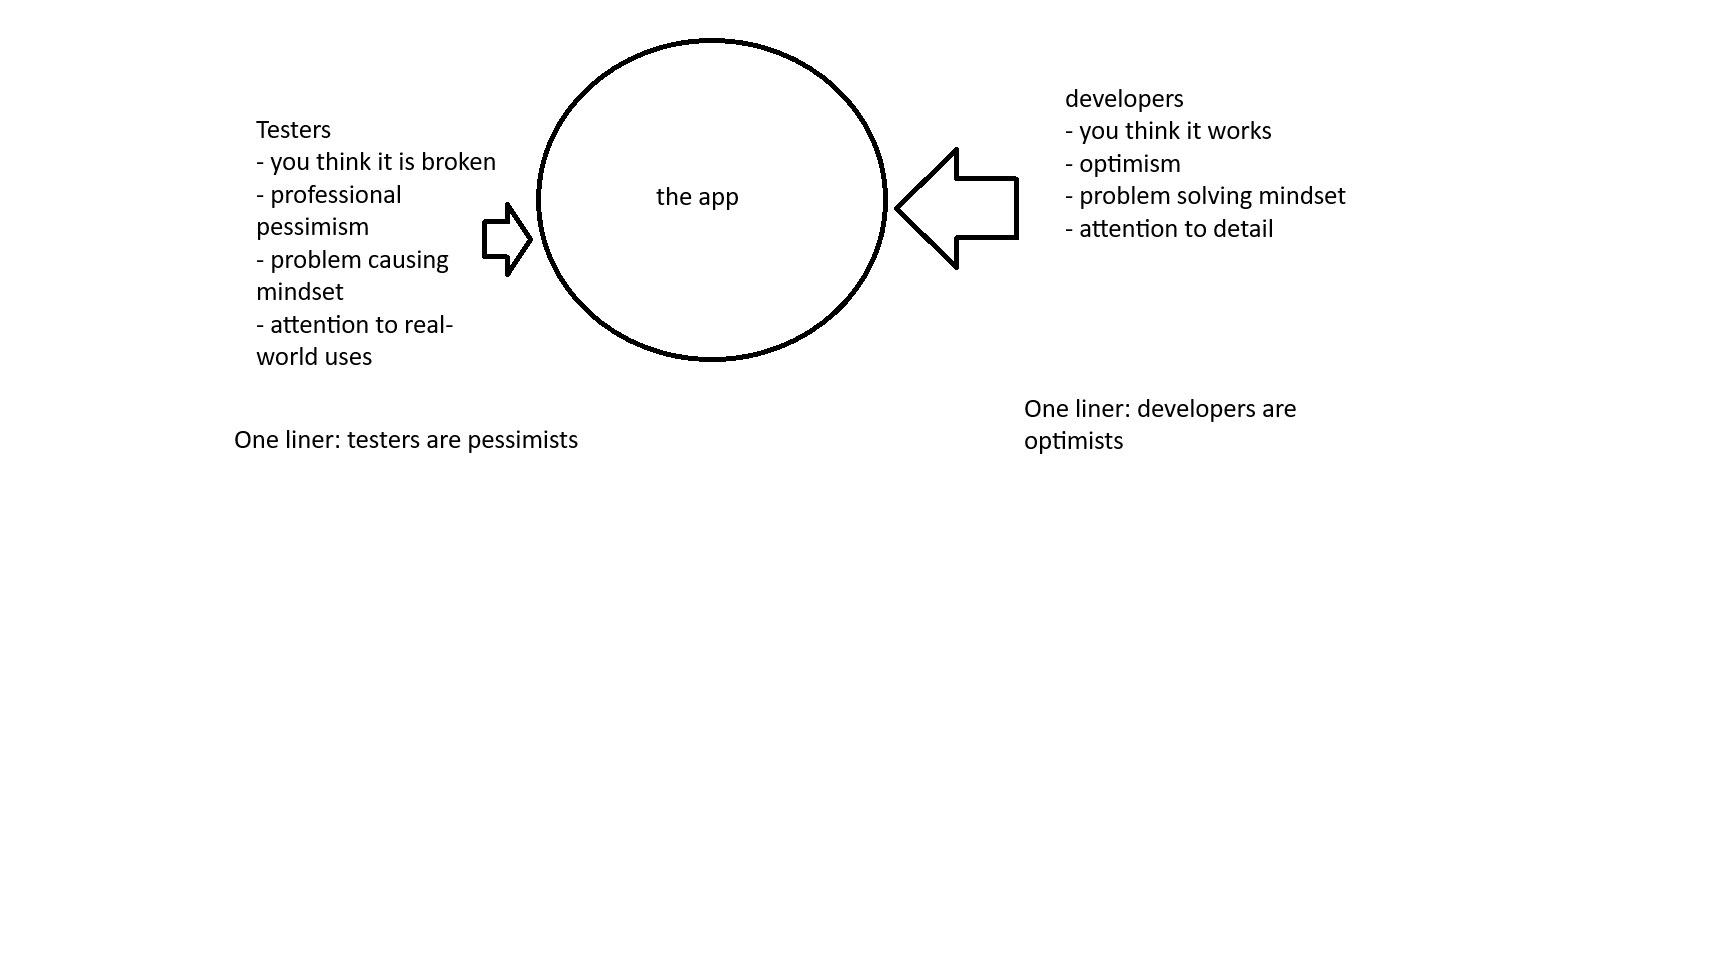 Testers
- you think it is broken
- professional
pessimism
- problem causing
mindset
- attention to real-
world uses
One liner: testers are pessimists
the app
developers
- you think it works
- optimism
- problem solving mindset
- attention to detail
One liner: developers are
optimists